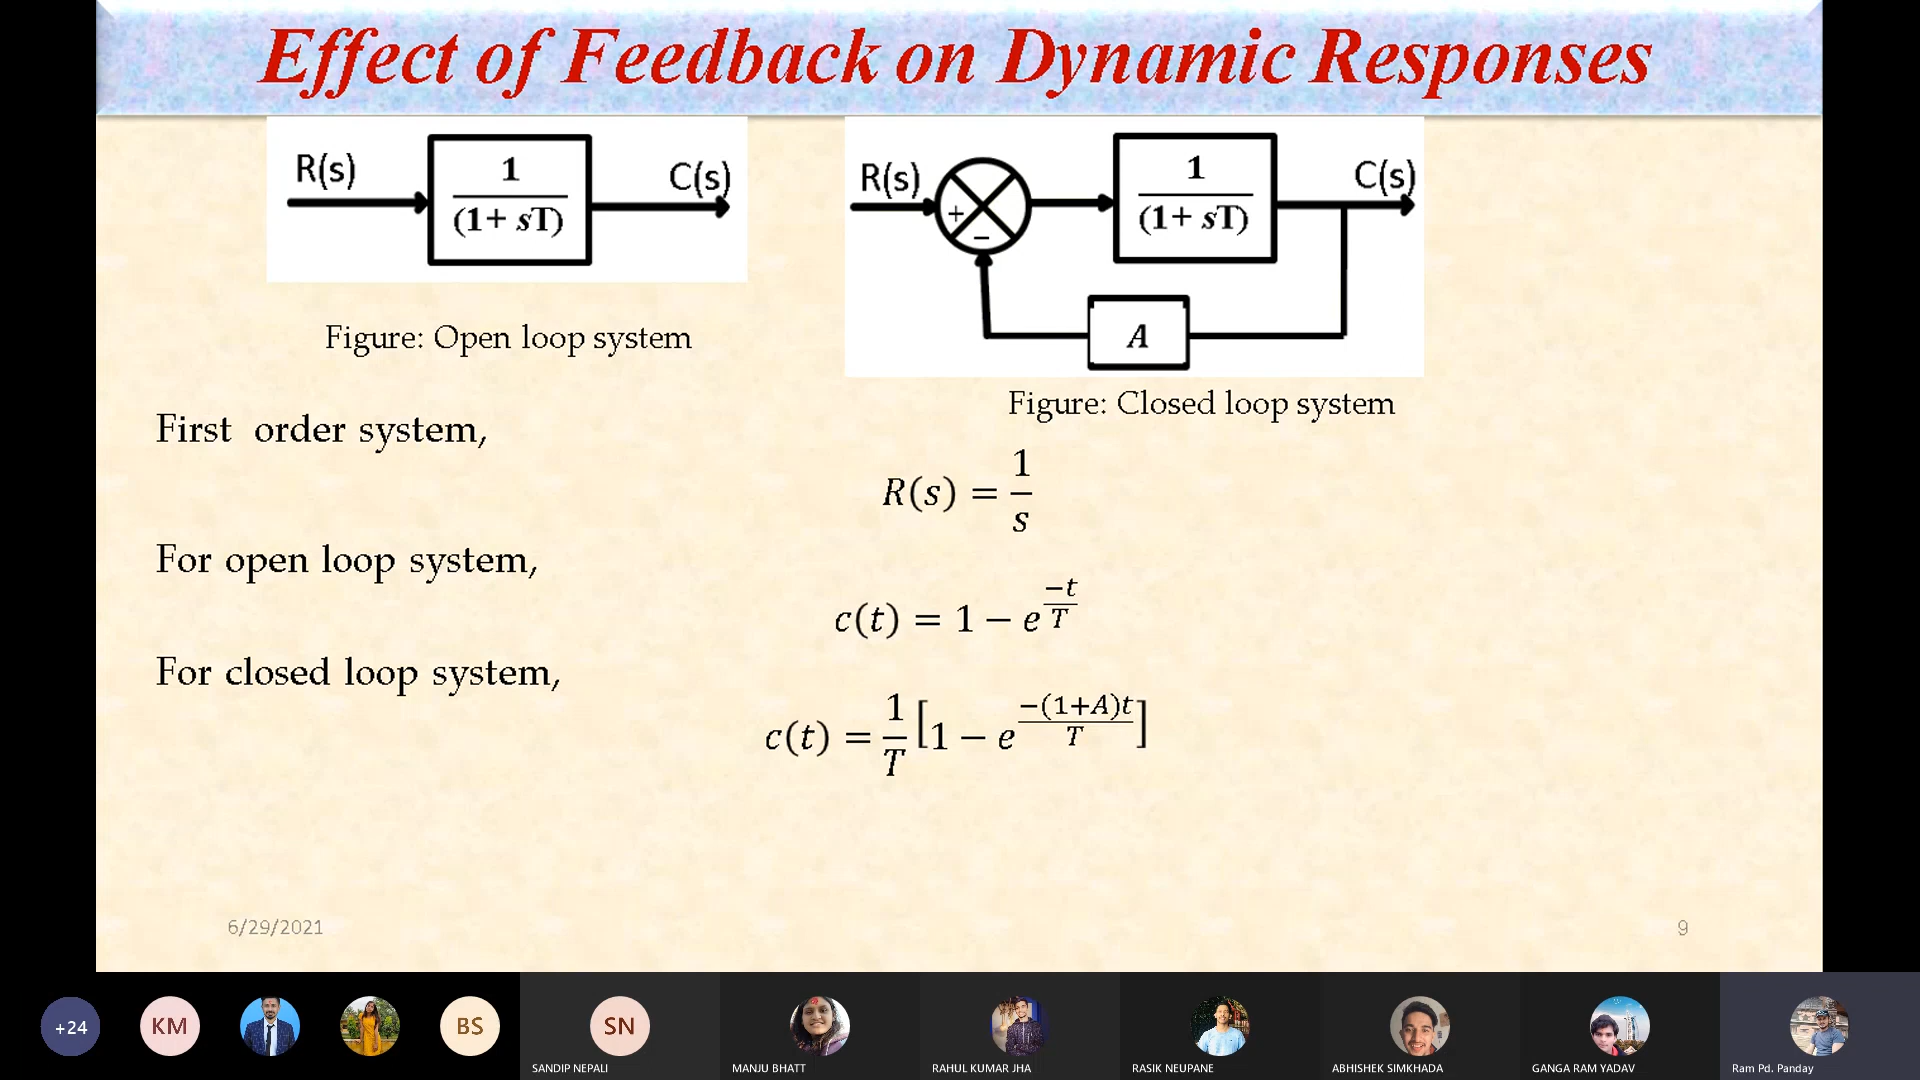 Effect of Feedback on Dynamic Responses
R(s)
1
(1+ sT)
C(s)
R(s)
+
−
1
(1+ sT)
C(s)
A
Figure: Open loop system
Figure: Closed loop system
First order system,
R(s) = 1/s
For open loop system,
c(t) = 1 − e^(−t/T)
For closed loop system,
c(t) = 1/T [1 − e^(−(1+A)t/T)]
6/29/2021
9
+24
KM
BS
SN
SANDIP NEPALI
MANJU BHATT
RAHUL KUMAR JHA
RASIK NEUPANE
ABHISHEK SIMKHADA
GANGA RAM YADAV
Ram Pd. Panday